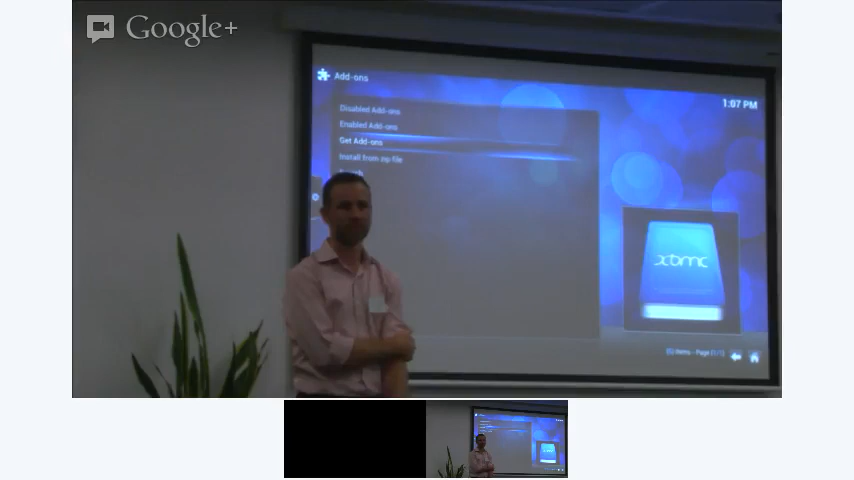 Google+
Add-ons
1:07 PM
Disabled Add-ons
Enabled Add-ons
Get Add-ons
Install from zip file
xbmc